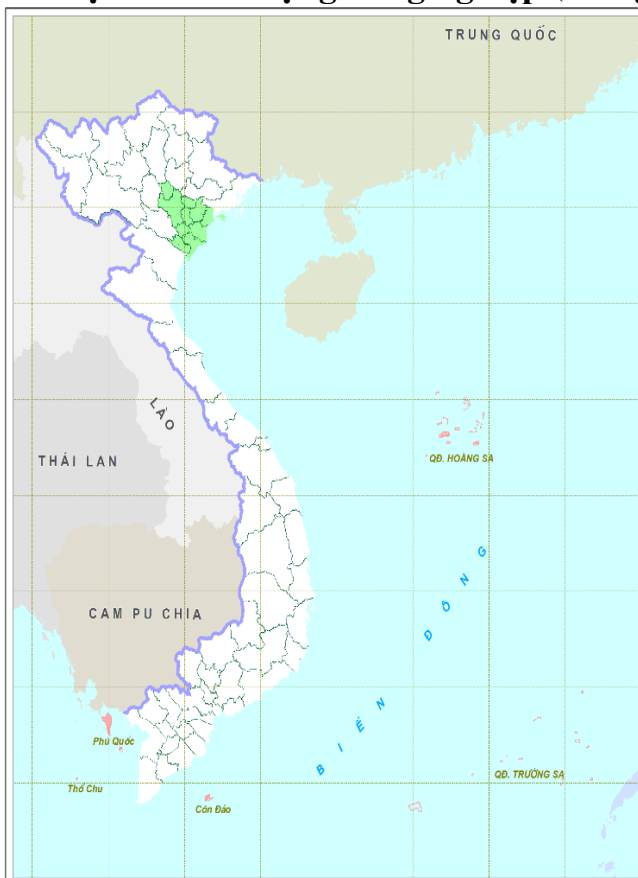 TRUNG QUỐC
LÀO
THÁI LAN
QĐ. HOÀNG SA
CAM PU CHIA
BIỂN ĐÔNG
Phú Quốc
QĐ. TRƯỜNG SA
Thổ Chu
Côn Đảo